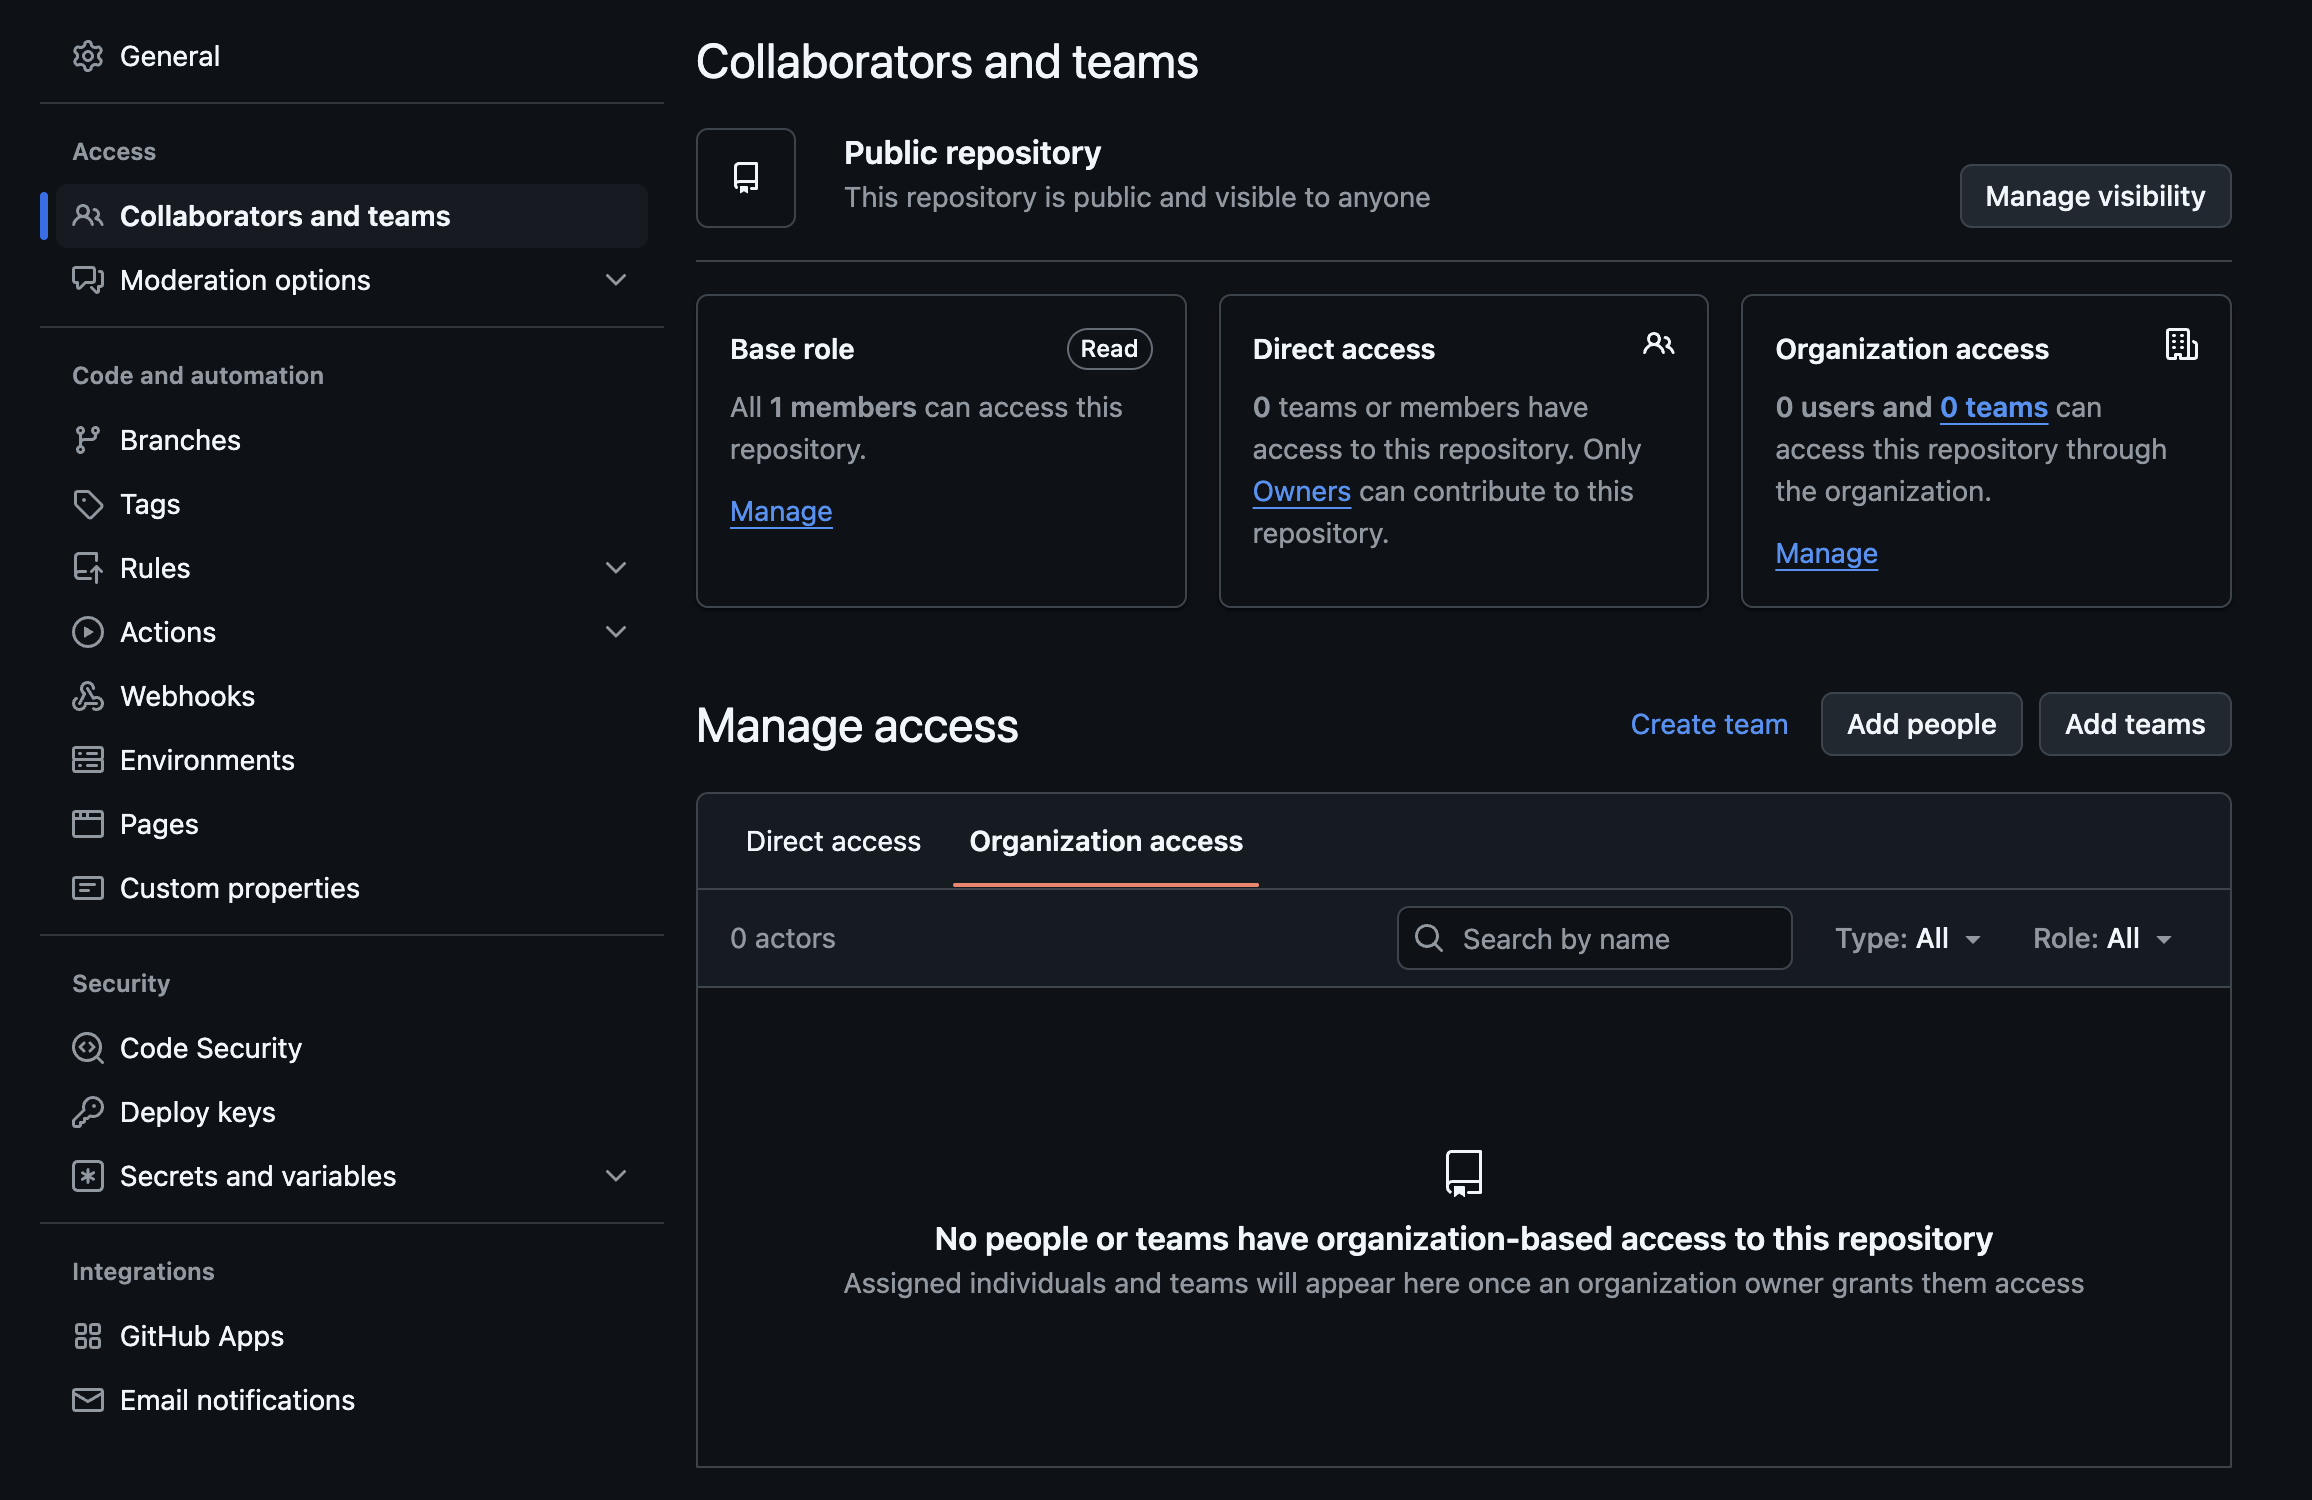 General
Access
Collaborators and teams
Moderation options
Code and automation
Branches
Tags
Rules
Actions
Webhooks
Environments
Pages
Custom properties
Security
Code Security
Deploy keys
Secrets and variables
Integrations
GitHub Apps
Email notifications
Collaborators and teams
Public repository
This repository is public and visible to anyone
Manage visibility
Base role
Read
All 1 members can access this
repository.
Manage
Direct access
0 teams or members have
access to this repository. Only
Owners can contribute to this
repository.
Organization access
0 users and 0 teams can
access this repository through
the organization.
Manage
Manage access
Create team
Add people
Add teams
Direct access
Organization access
0 actors
Search by name
Type: All
Role: All
No people or teams have organization-based access to this repository
Assigned individuals and teams will appear here once an organization owner grants them access